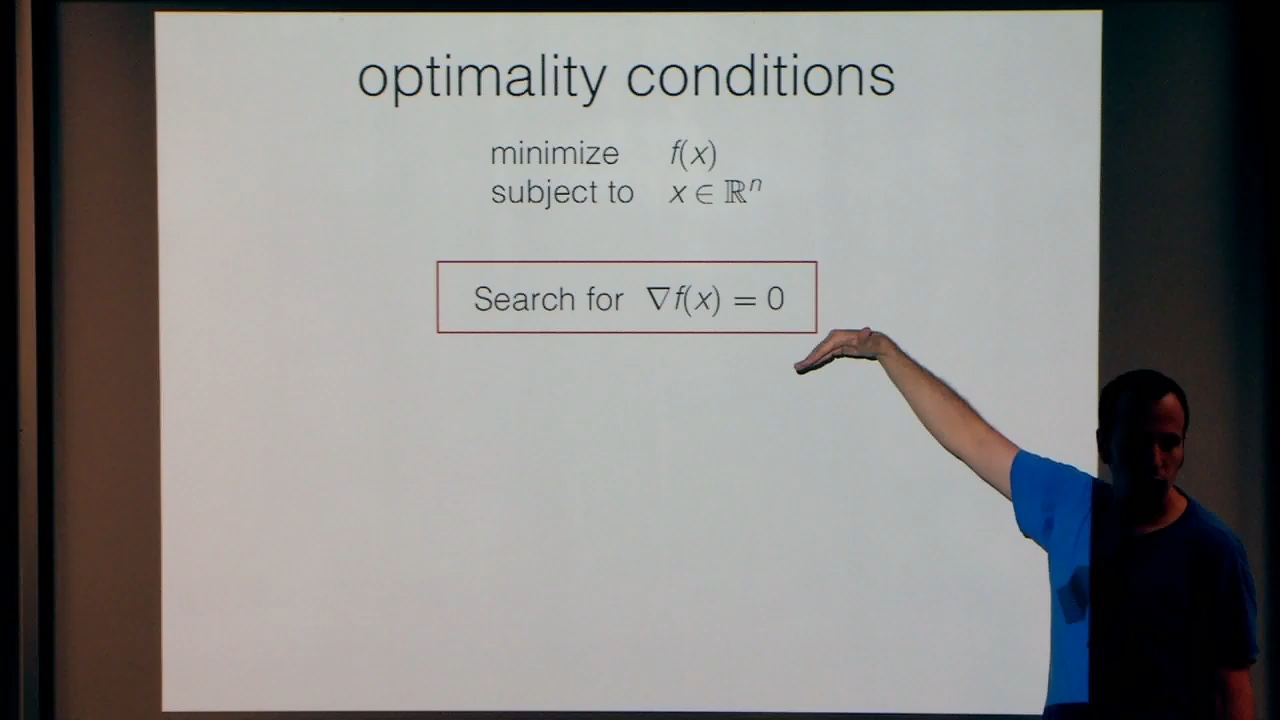 optimality conditions
minimize f(x)
subject to x ∈ ℝⁿ
Search for ∇f(x) = 0